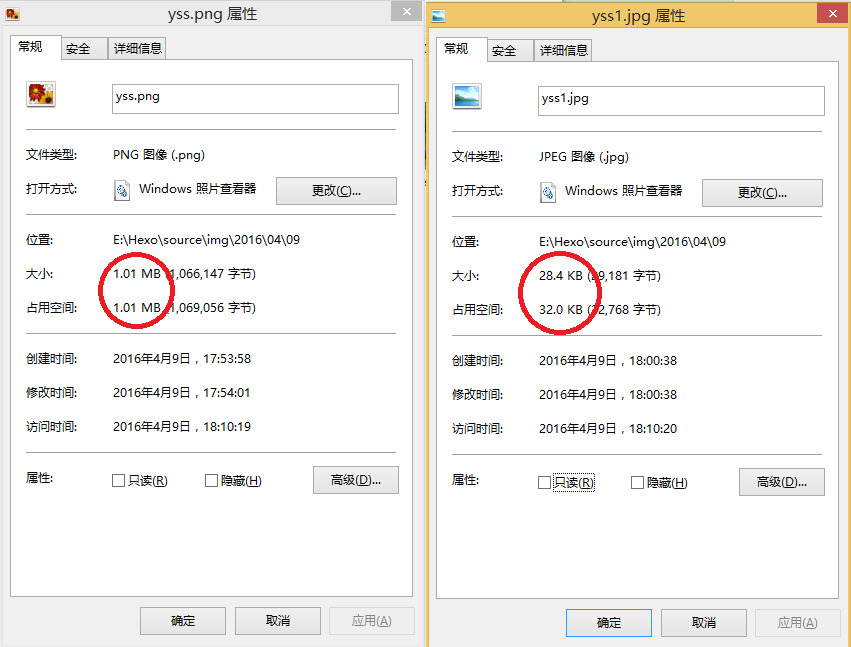 yss.png 属性
常规
安全
详细信息
yss.png
文件类型:
PNG 图像 (.png)
打开方式:
Windows 照片查看器
更改(C)...
位置:
E:\Hexo\source\img\2016\04\09
大小:
1.01 MB (1,066,147 字节)
占用空间:
1.01 MB (1,069,056 字节)
创建时间:
2016年4月9日，17:53:58
修改时间:
2016年4月9日，17:54:01
访问时间:
2016年4月9日，18:10:19
属性:
只读(R)
隐藏(H)
高级(D)...
确定
取消
应用(A)
yss1.jpg 属性
常规
安全
详细信息
yss1.jpg
文件类型:
JPEG 图像 (.jpg)
打开方式:
Windows 照片查看器
更改(C)...
位置:
E:\Hexo\source\img\2016\04\09
大小:
28.4 KB (29,181 字节)
占用空间:
32.0 KB (32,768 字节)
创建时间:
2016年4月9日，18:00:38
修改时间:
2016年4月9日，18:00:38
访问时间:
2016年4月9日，18:10:20
属性:
只读(R)
隐藏(H)
高级(D)...
确定
取消
应用(A)